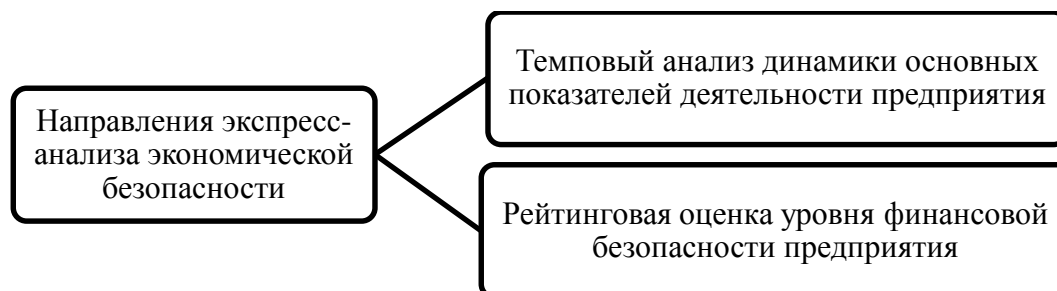 Направления экспресс-
анализа экономической
безопасности
Темповый анализ динамики основных
показателей деятельности предприятия
Рейтинговая оценка уровня финансовой
безопасности предприятия